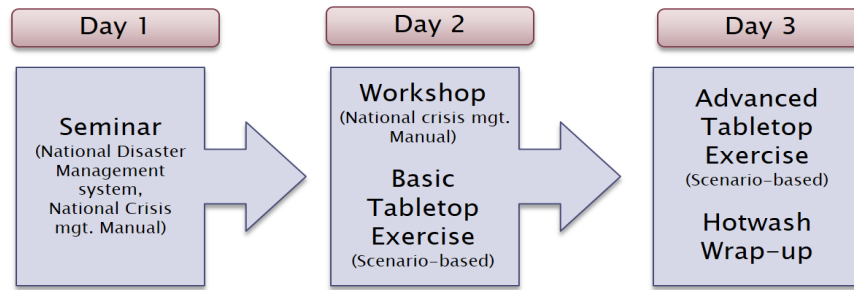 Day 1
Seminar
(National Disaster
Management
system,
National Crisis
mgt. Manual)
Day 2
Workshop
(National crisis mgt.
Manual)
Basic
Tabletop
Exercise
(Scenario-based)
Day 3
Advanced
Tabletop
Exercise
(Scenario-based)
Hotwash
Wrap-up